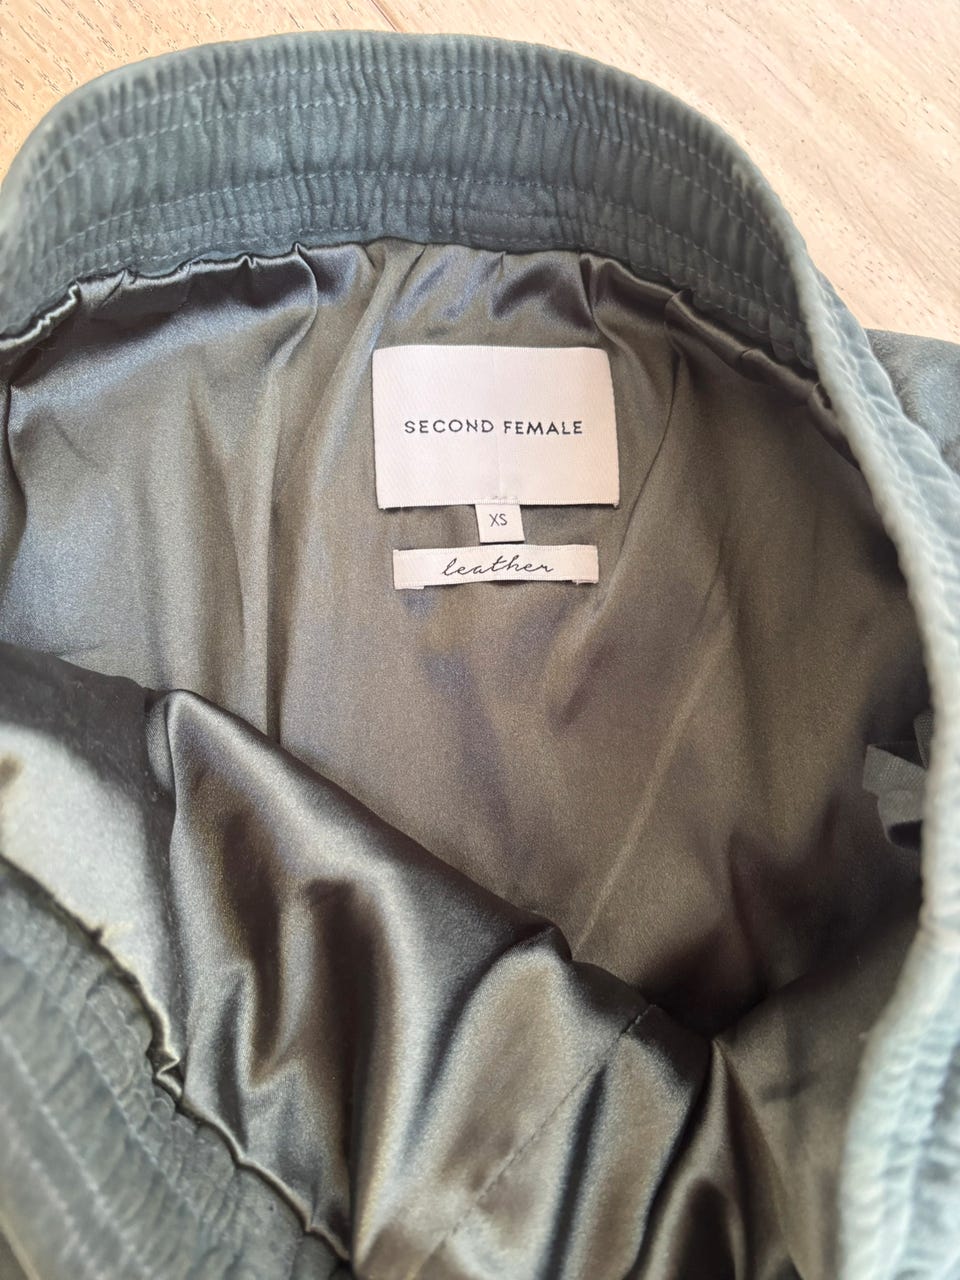 SECOND FEMALE
XS
leather